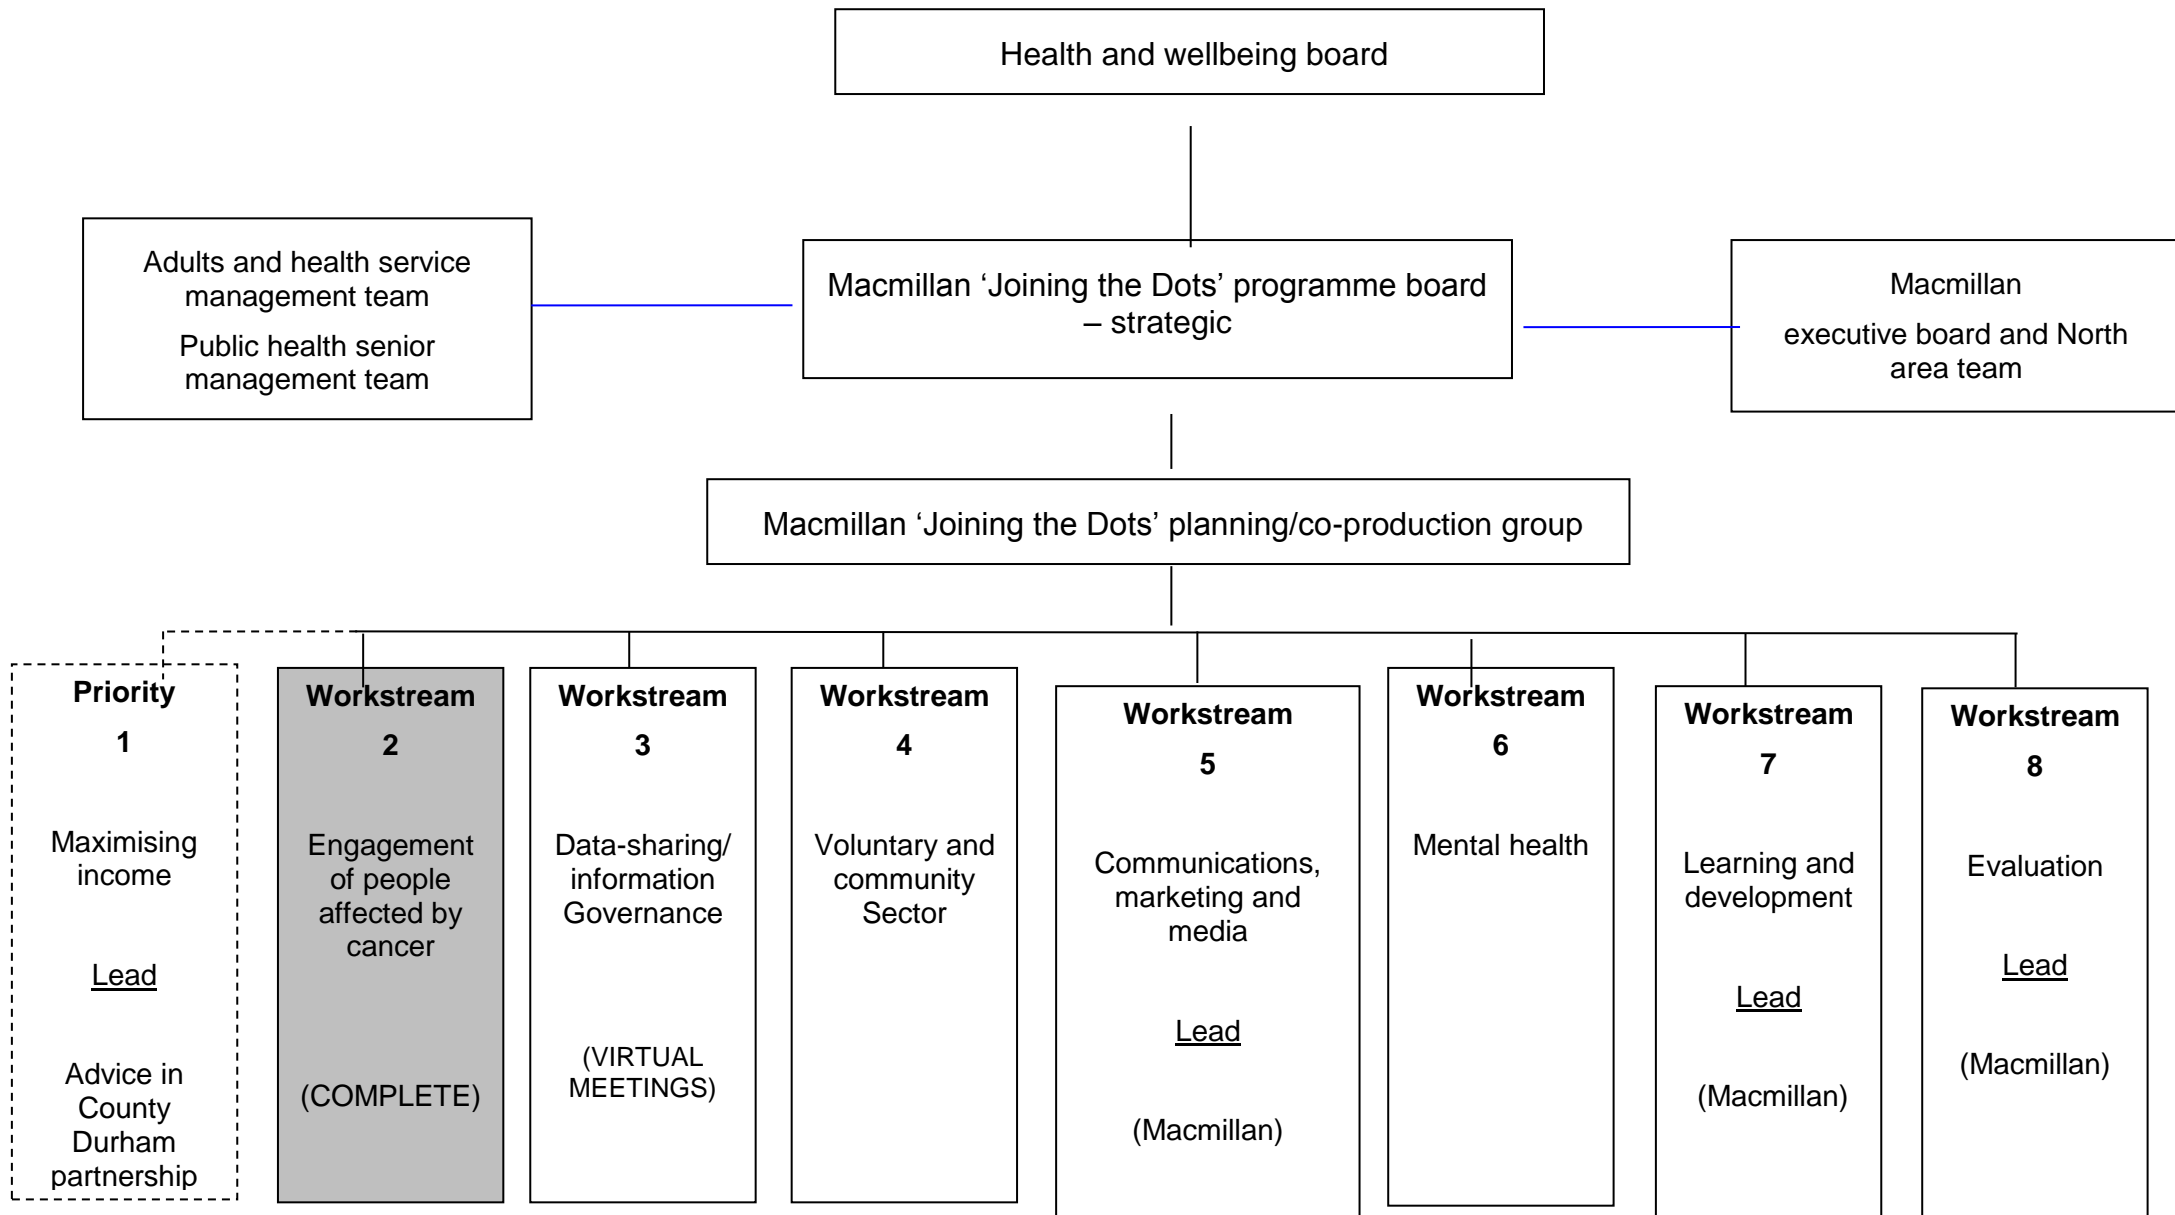 Health and wellbeing board
Adults and health service
management team
Public health senior
management team
Macmillan ‘Joining the Dots’ programme board
– strategic
Macmillan
executive board and North
area team
Macmillan ‘Joining the Dots’ planning/co-production group
Priority
1
Maximising
income
Lead
Advice in
County
Durham
partnership
Workstream
2
Engagement
of people
affected by
cancer
(COMPLETE)
Workstream
3
Data-sharing/
information
Governance
(VIRTUAL
MEETINGS)
Workstream
4
Voluntary and
community
Sector
Workstream
5
Communications,
marketing and
media
Lead
(Macmillan)
Workstream
6
Mental health
Workstream
7
Learning and
development
Lead
(Macmillan)
Workstream
8
Evaluation
Lead
(Macmillan)